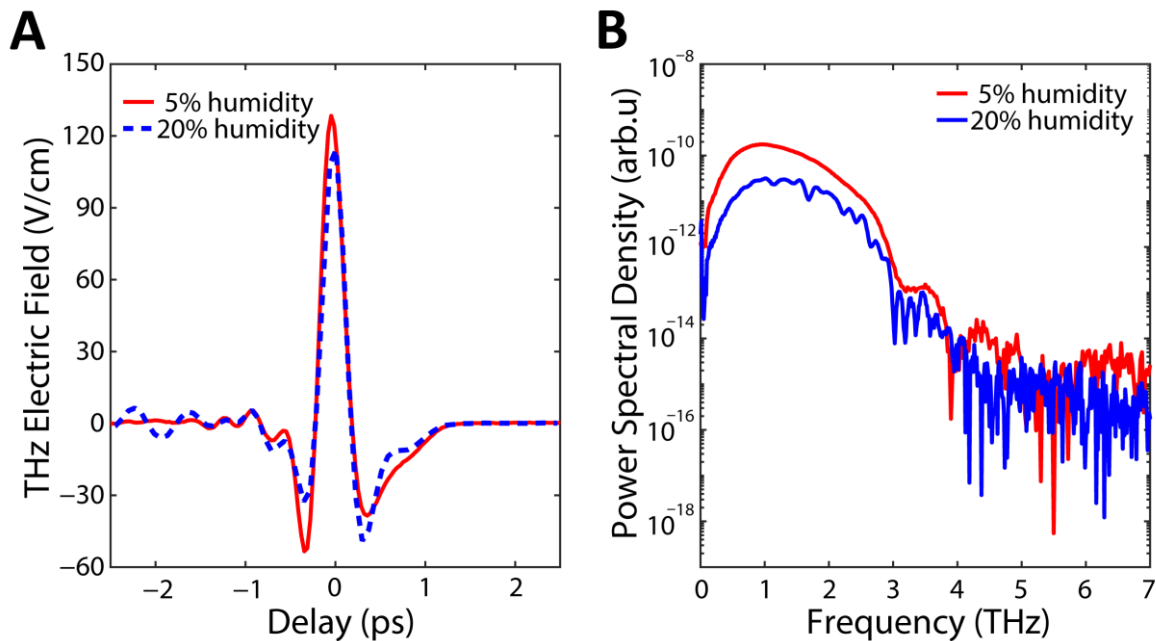 A
THz Electric Field (V/cm)
150
120
90
60
30
0
−30
−60
5% humidity
20% humidity
−2
−1
0
1
2
Delay (ps)
B
Power Spectral Density (arb.u)
10−8
10−10
10−12
10−14
10−16
10−18
5% humidity
20% humidity
0
1
2
3
4
5
6
7
Frequency (THz)